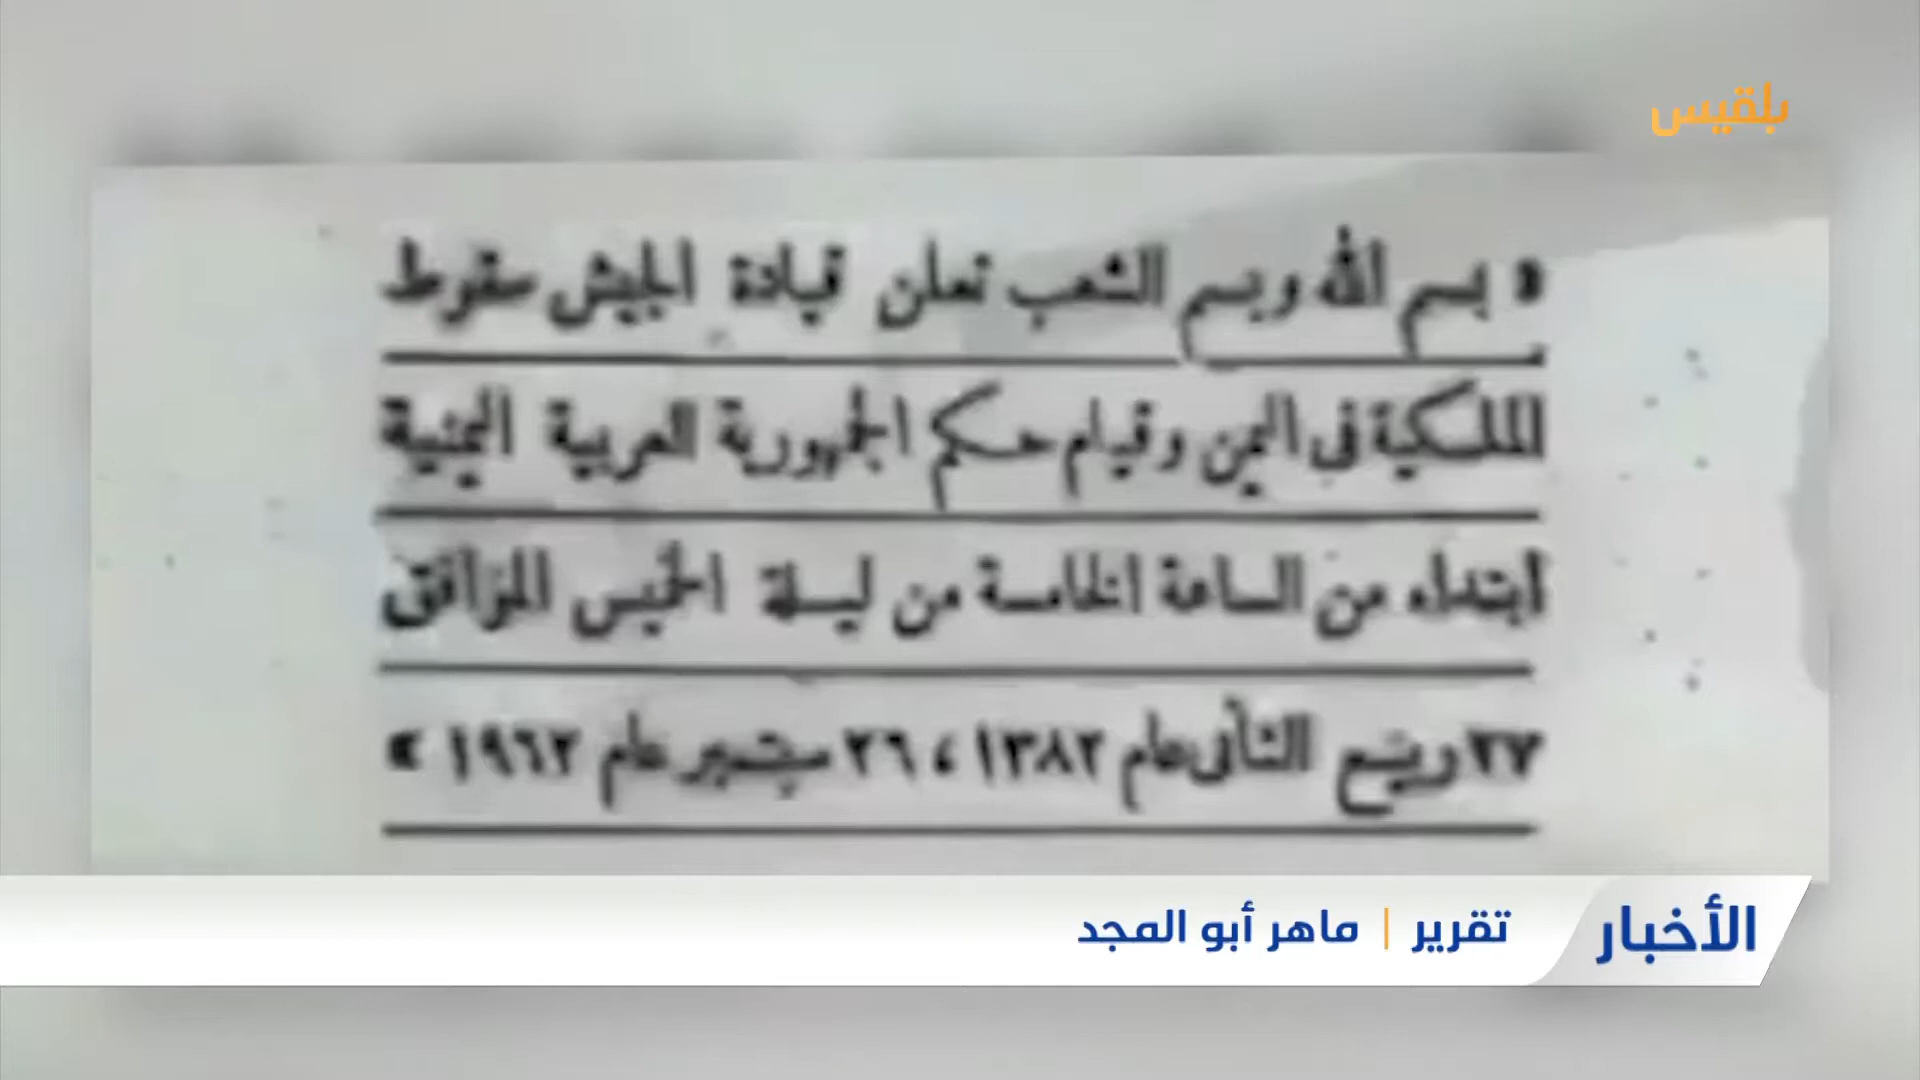 بلقيس
« بسم الله وبسم الشعب تعلن قيادة الجيش سقوط
الملكية في اليمن وقيام حكم الجمهورية العربية اليمنية
ابتداء من الساعة الخامسة من ليلة الخميس الموافق
٢٧ ربيع الثاني عام ١٣٨٢ ، ٢٦ سبتمبر عام ١٩٦٢ »
الأخبار تقرير | ماهر أبو المجد